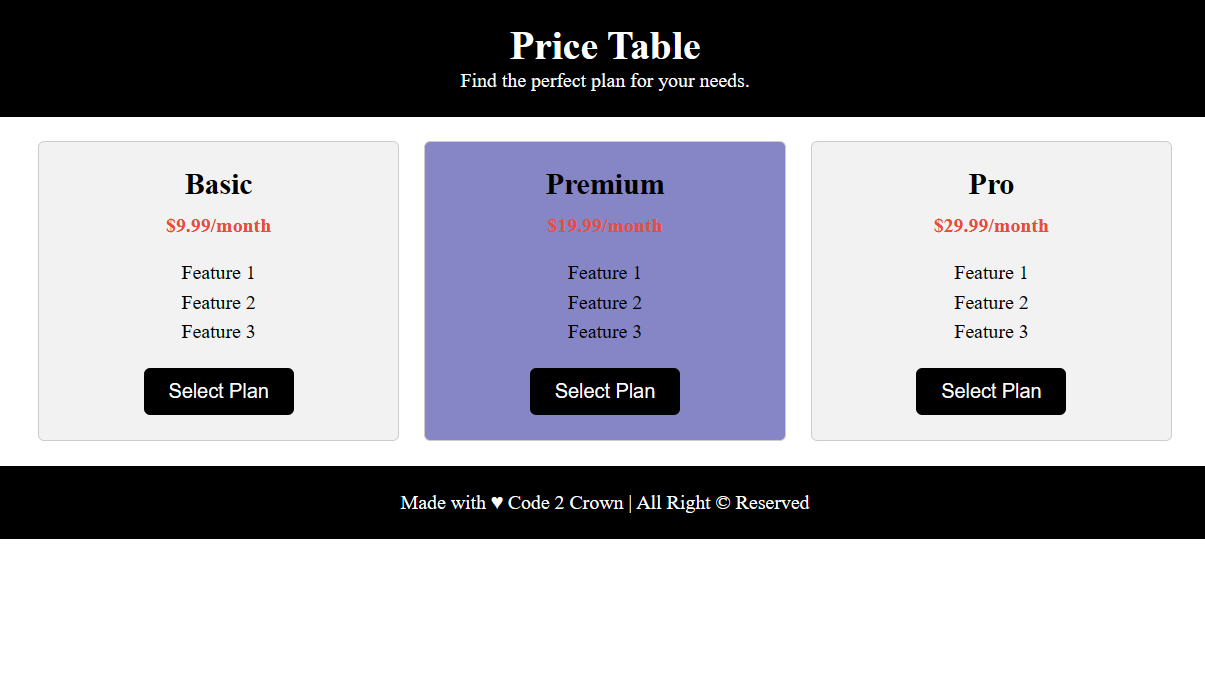 Price Table
Find the perfect plan for your needs.
Basic
$9.99/month
Feature 1
Feature 2
Feature 3
Select Plan
Premium
$19.99/month
Feature 1
Feature 2
Feature 3
Select Plan
Pro
$29.99/month
Feature 1
Feature 2
Feature 3
Select Plan
Made with ♥ Code 2 Crown | All Right © Reserved